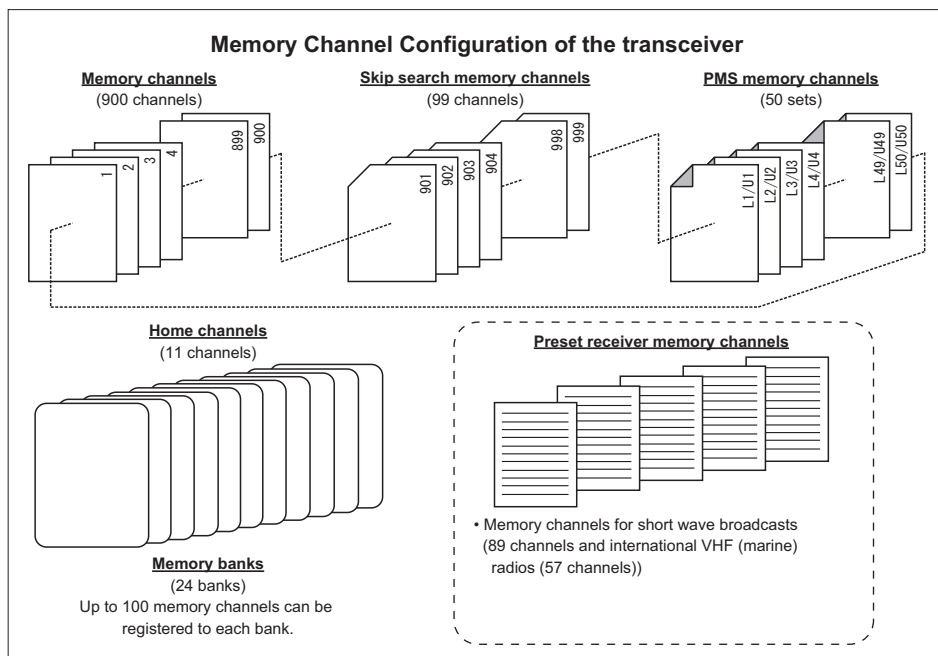 Memory Channel Configuration of the transceiver
Memory channels
(900 channels)
1
2
3
4
899
900
Skip search memory channels
(99 channels)
901
902
903
904
998
999
PMS memory channels
(50 sets)
L1/U1
L2/U2
L3/U3
L4/U4
L49/U49
L50/U50
Home channels
(11 channels)
Memory banks
(24 banks)
Up to 100 memory channels can be
registered to each bank.
Preset receiver memory channels
• Memory channels for short wave broadcasts
(89 channels and international VHF (marine)
radios (57 channels))